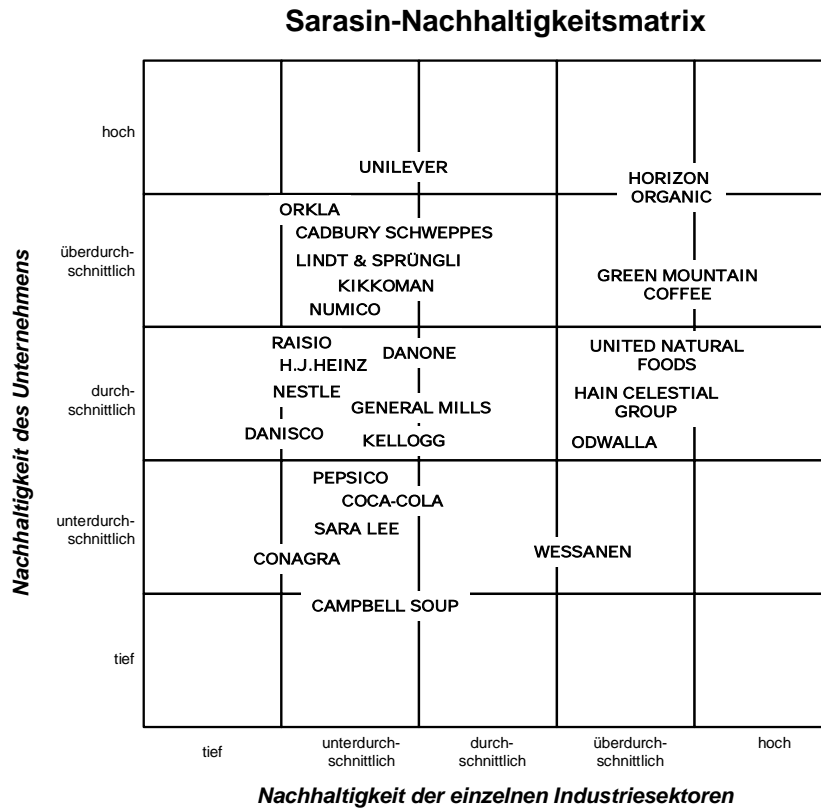 Sarasin-Nachhaltigkeitsmatrix
Nachhaltigkeit des Unternehmens
hoch
UNILEVER
HORIZON
ORGANIC
überdurch-
schnittlich
ORKLA
CADBURY SCHWEPPES
LINDT & SPRÜNGLI
KIKKOMAN
NUMICO
GREEN MOUNTAIN
COFFEE
durch-
schnittlich
RAISIO
H.J.HEINZ
DANONE
NESTLE
GENERAL MILLS
DANISCO
KELLOGG
UNITED NATURAL
FOODS
HAIN CELESTIAL
GROUP
ODWALLA
unterdurch-
schnittlich
PEPSICO
COCA-COLA
SARA LEE
CONAGRA
WESSANEN
tief
CAMPBELL SOUP
tief
unterdurch-
schnittlich
durch-
schnittlich
überdurch-
schnittlich
hoch
Nachhaltigkeit der einzelnen Industriesektoren